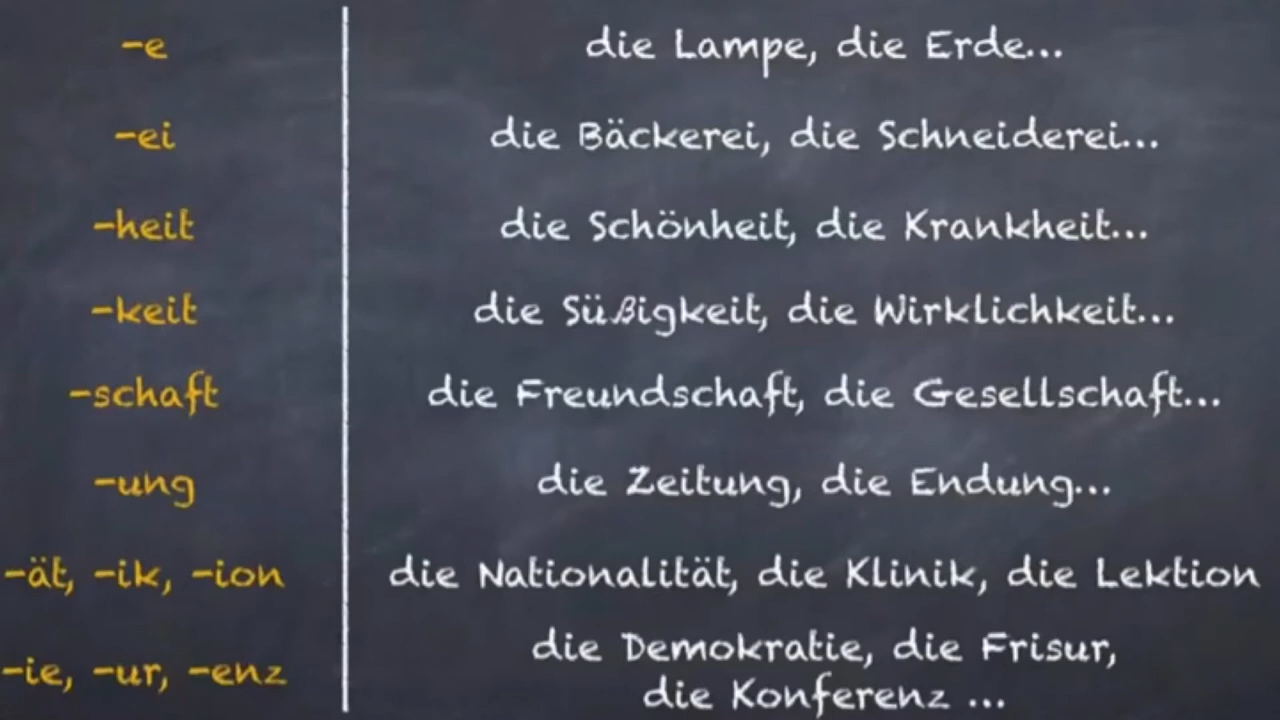 -e die Lampe, die Erde...
-ei die Bäckerei, die Schneiderei...
-heit die Schönheit, die Krankheit...
-keit die Süßigkeit, die Wirklichkeit...
-schaft die Freundschaft, die Gesellschaft...
-ung die Zeitung, die Endung...
-ät, -ik, -ion die Nationalität, die Klinik, die Lektion
-ie, -ur, -enz die Demokratie, die Frisur,
die Konferenz ...